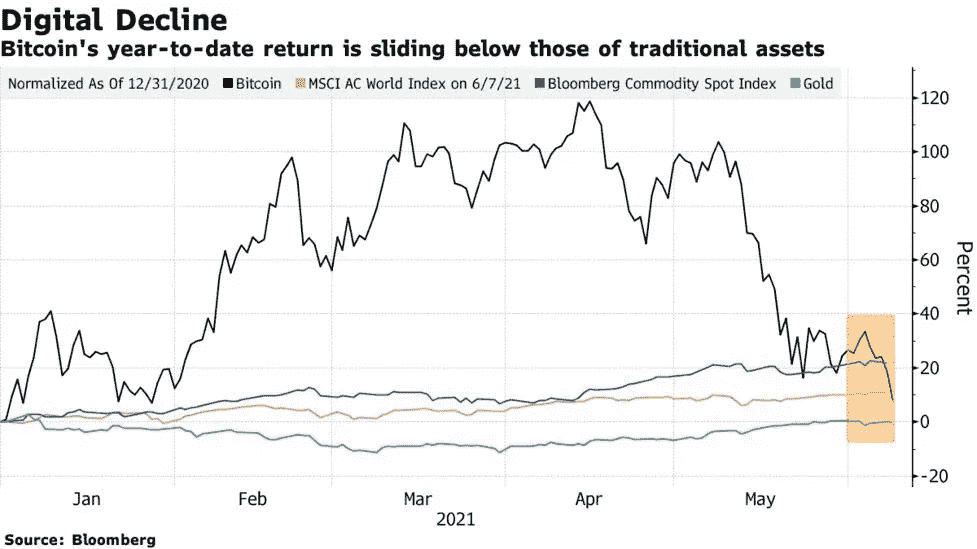 Digital Decline
Bitcoin's year-to-date return is sliding below those of traditional assets
Normalized As Of 12/31/2020 Bitcoin MSCI AC World Index on 6/7/21 Bloomberg Commodity Spot Index Gold
120
100
80
60
40
20
0
-20
Percent
Jan Feb Mar Apr May
2021
Source: Bloomberg